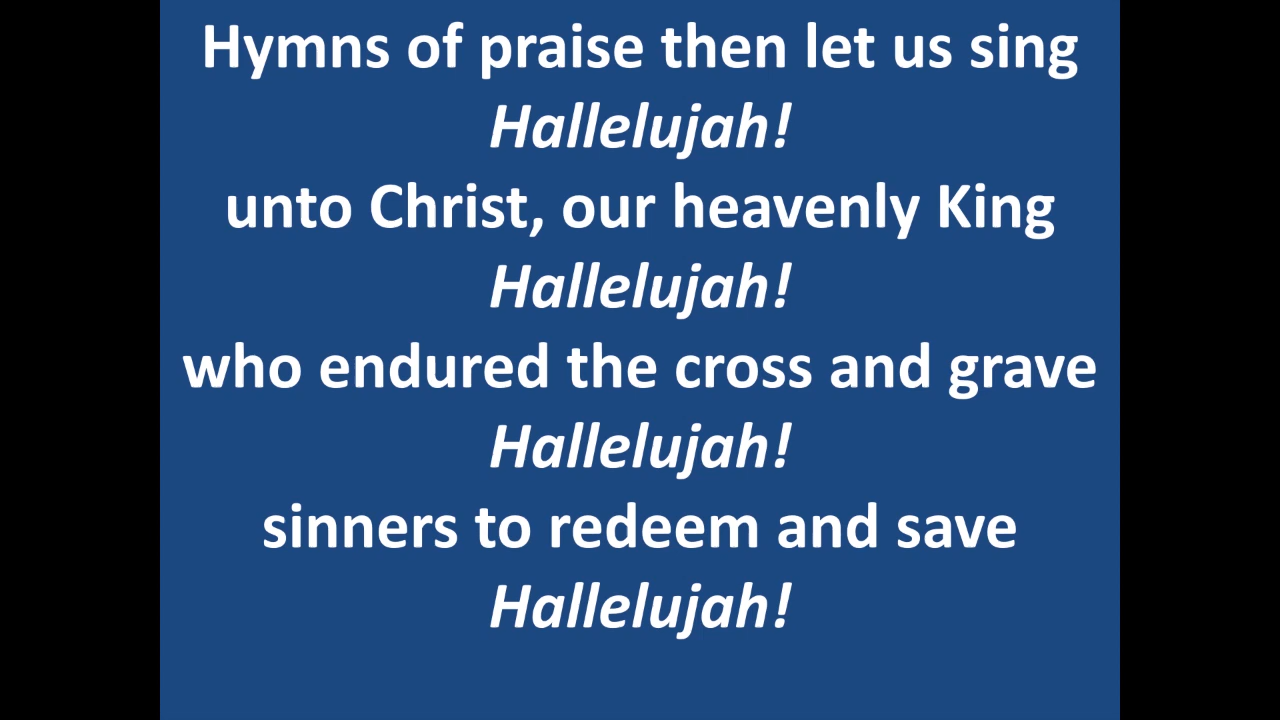 Hymns of praise then let us sing
Hallelujah!
unto Christ, our heavenly King
Hallelujah!
who endured the cross and grave
Hallelujah!
sinners to redeem and save
Hallelujah!